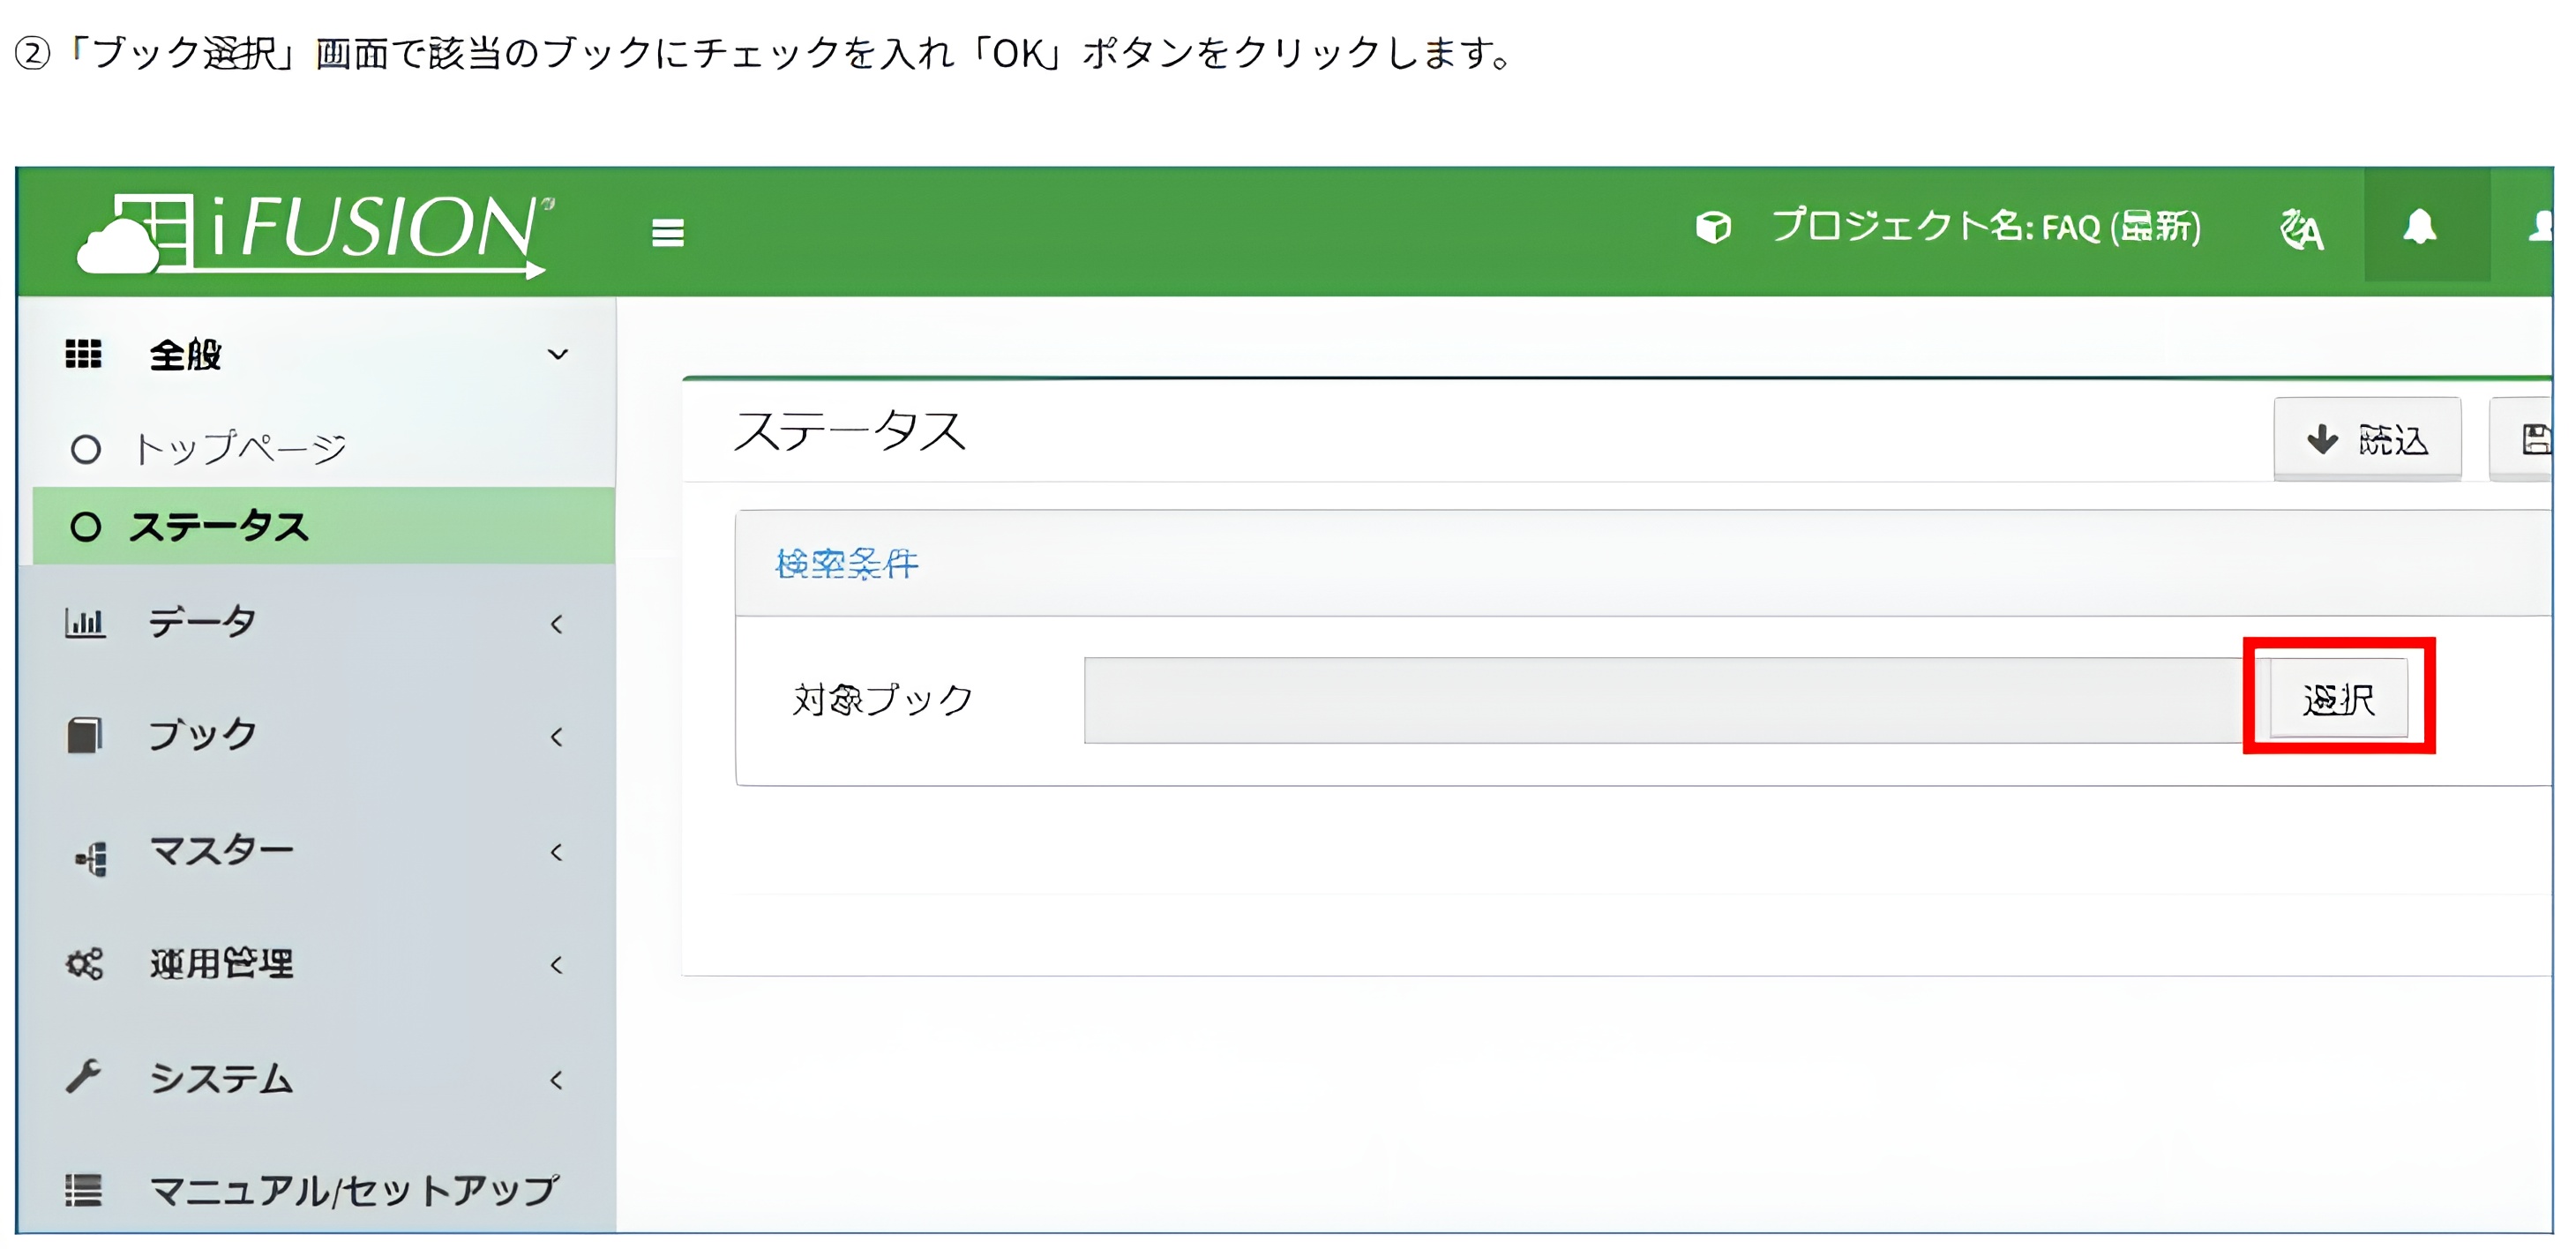 ②「ブック選択」画面で該当のブックにチェックを入れ「OK」ボタンをクリックします。
iFUSION
プロジェクト名: FAQ (最新)
全般
トップページ
ステータス
データ
ブック
マスター
運用管理
システム
マニュアル/セットアップ
ステータス
読込
検索条件
対象ブック
選択